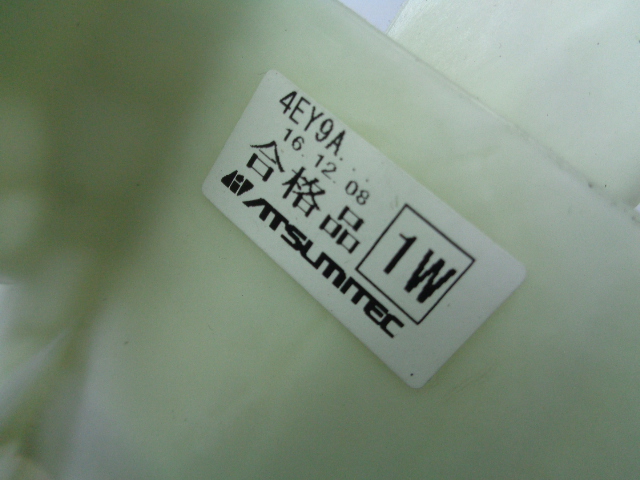 4EY9A...
16.12.08
合格品 1W
ATSUMITEC